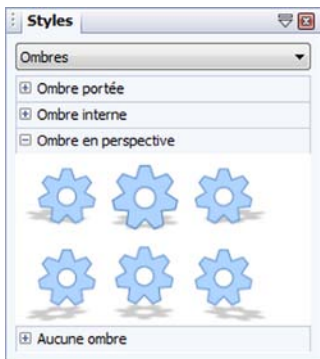 Styles
Ombres
Ombre portée
Ombre interne
Ombre en perspective
Aucune ombre